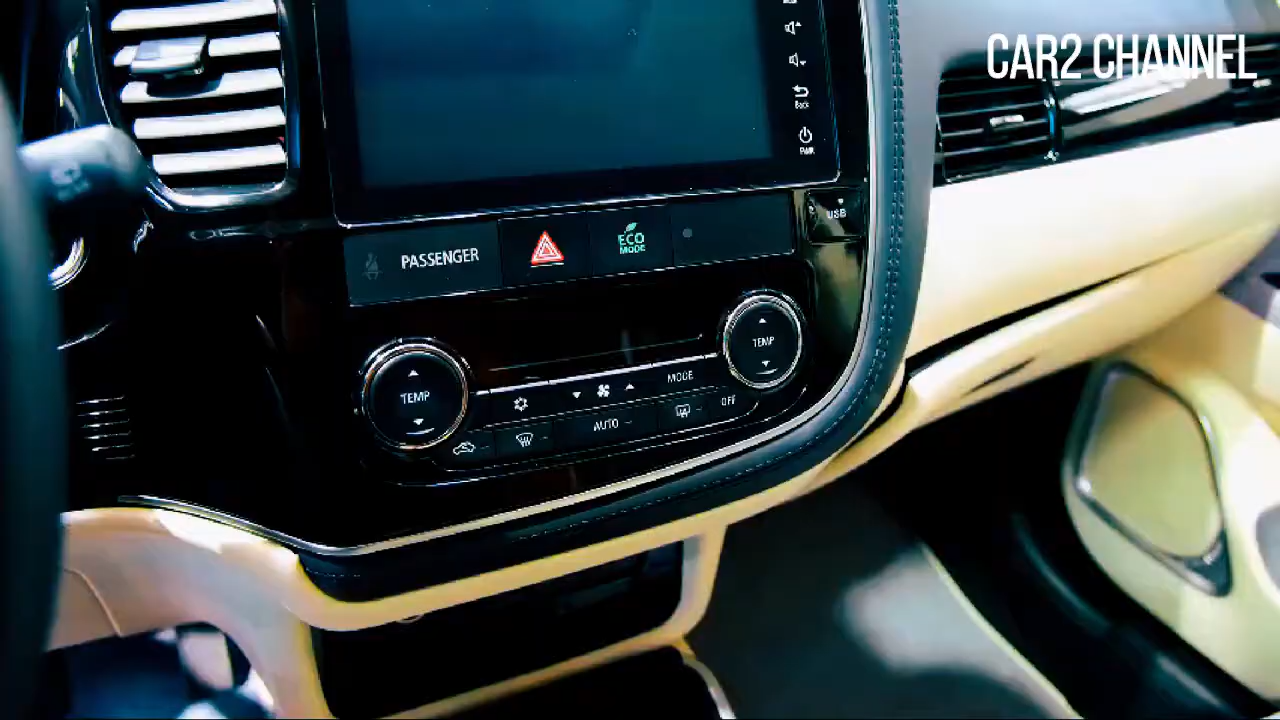 CAR2 CHANNEL
Back
PWR
USB
PASSENGER
ECO
MODE
TEMP
TEMP
MODE
AUTO
OFF